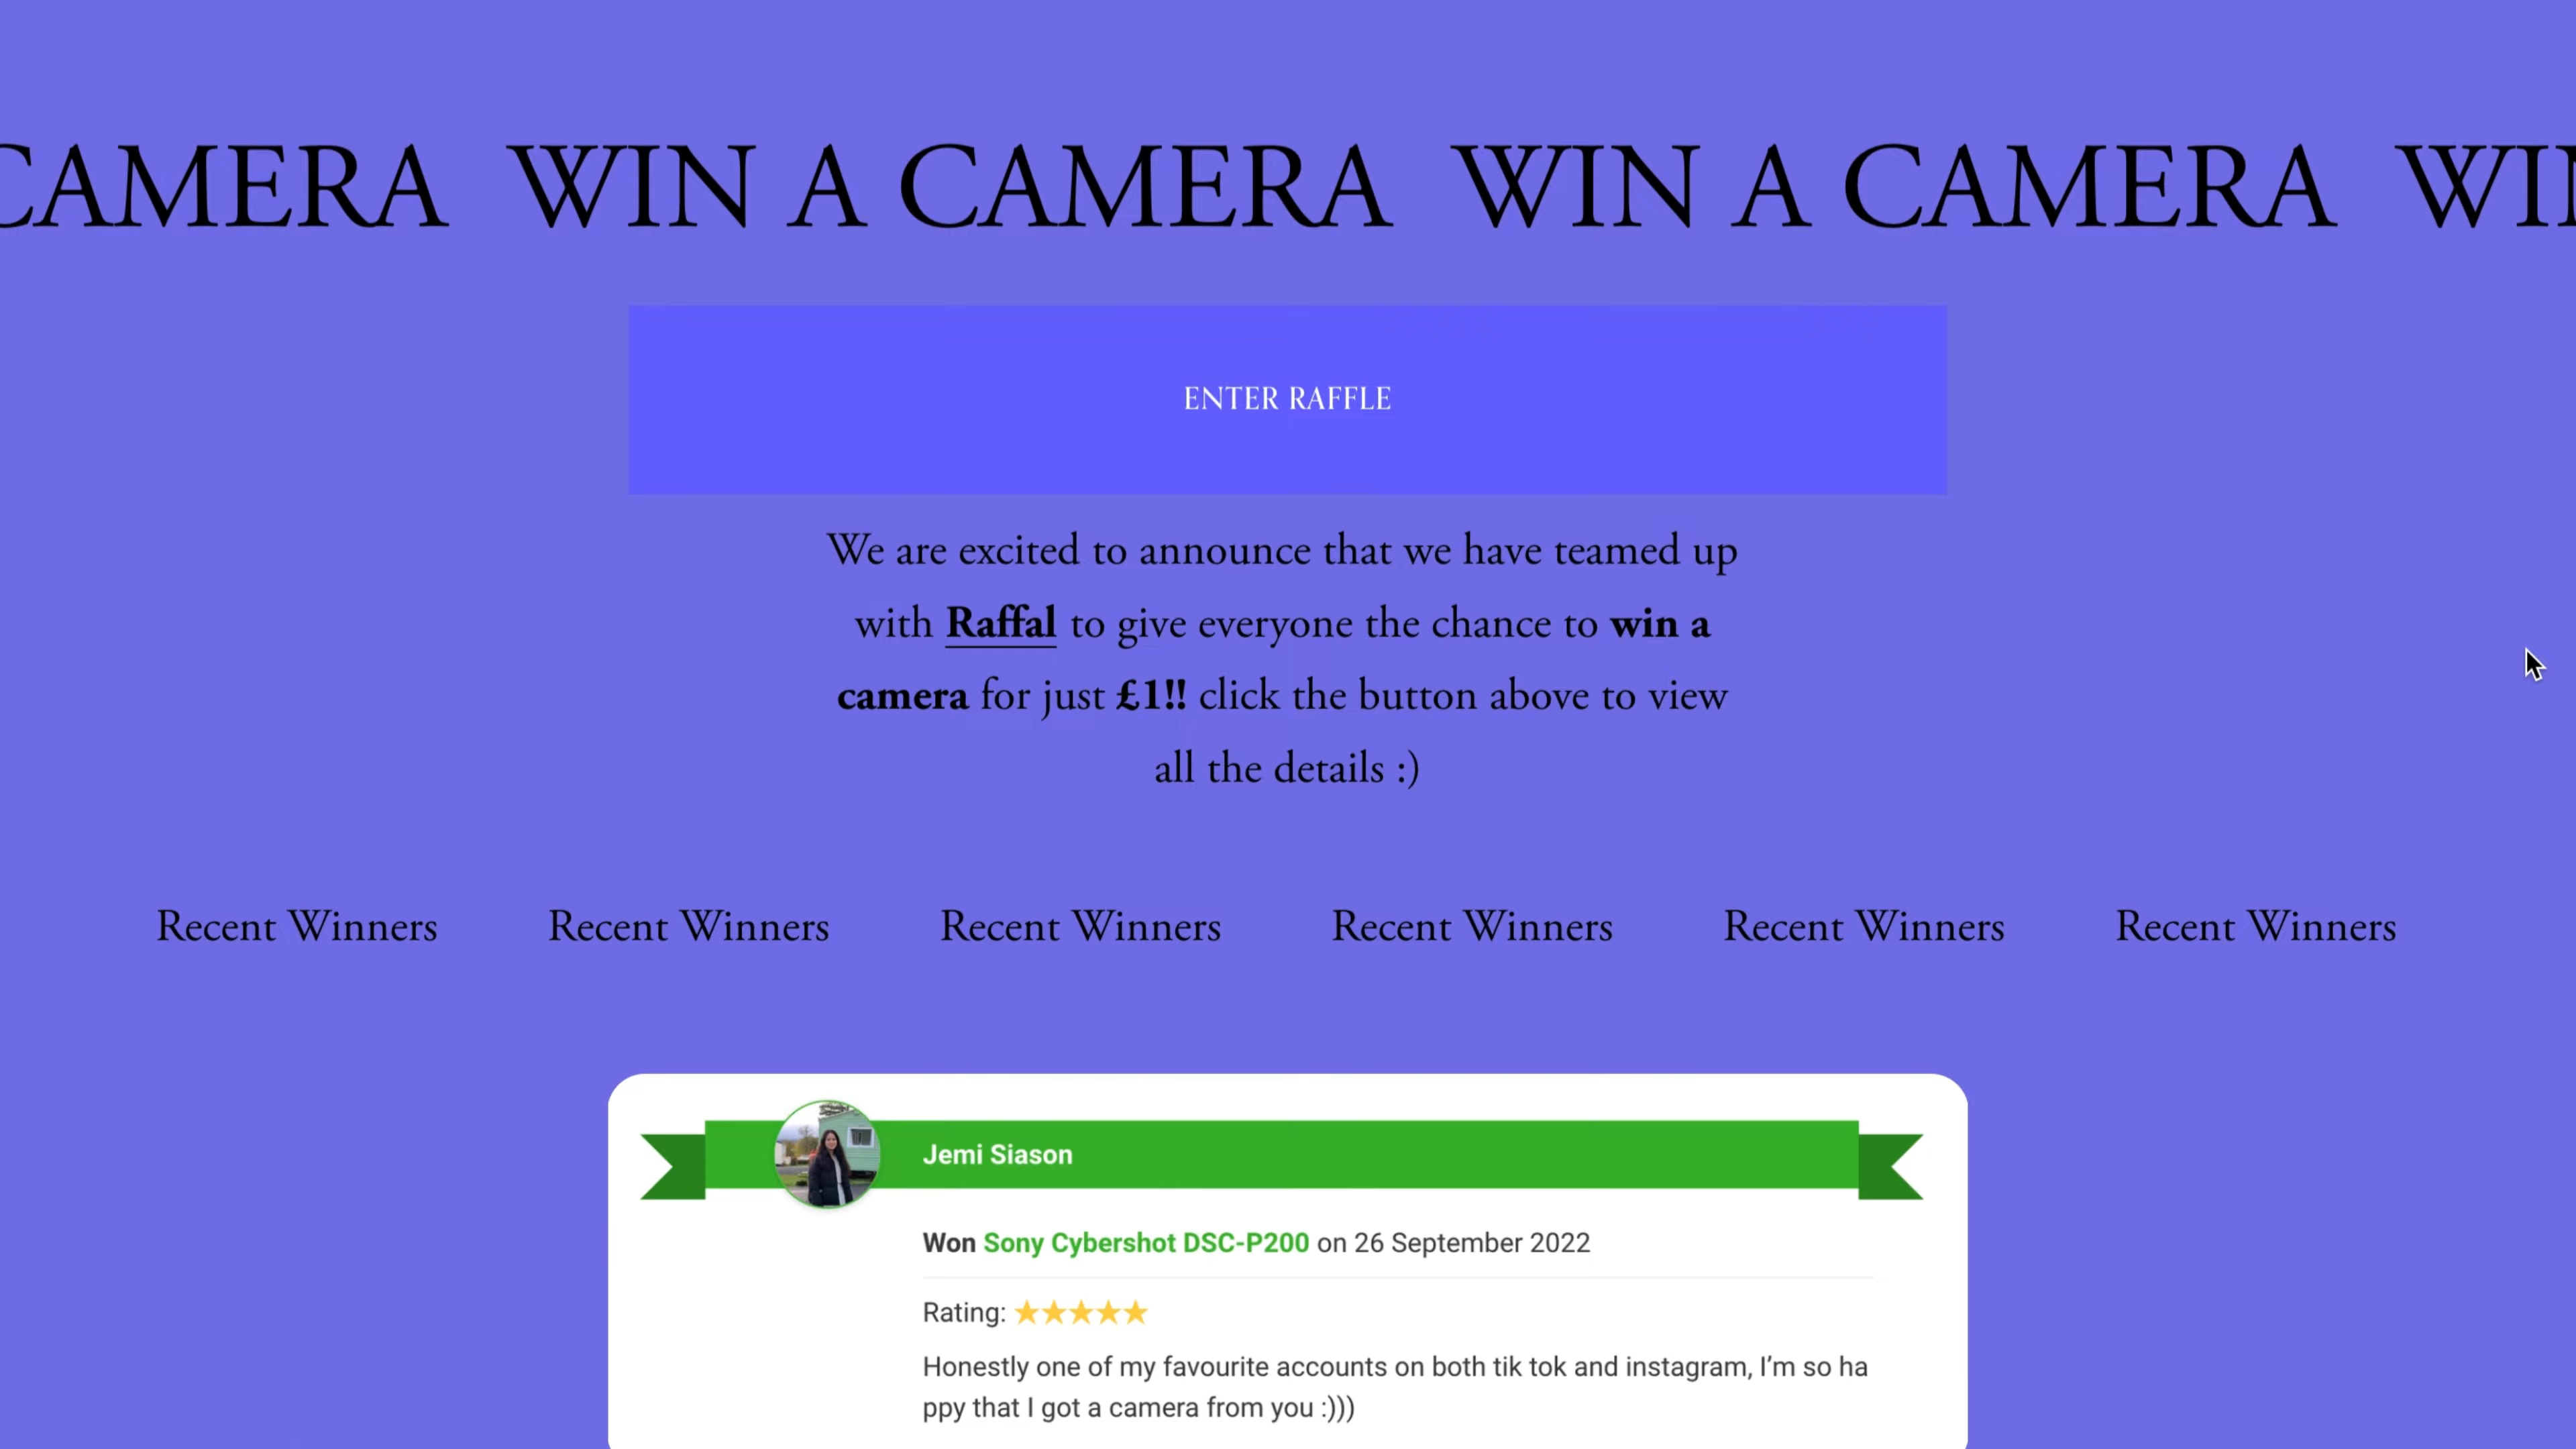 CAMERA WIN A CAMERA WIN A CAMERA WIN
ENTER RAFFLE
We are excited to announce that we have teamed up
with Raffal to give everyone the chance to win a
camera for just £1!! click the button above to view
all the details :)
Recent Winners Recent Winners Recent Winners Recent Winners Recent Winners Recent Winners
Jemi Siason
Won Sony Cybershot DSC-P200 on 26 September 2022
Rating:
Honestly one of my favourite accounts on both tik tok and instagram, I’m so ha
ppy that I got a camera from you :)))